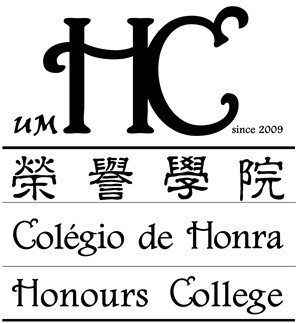 UM HC since 2009
榮譽學院
Colégio de Honra
Honours College